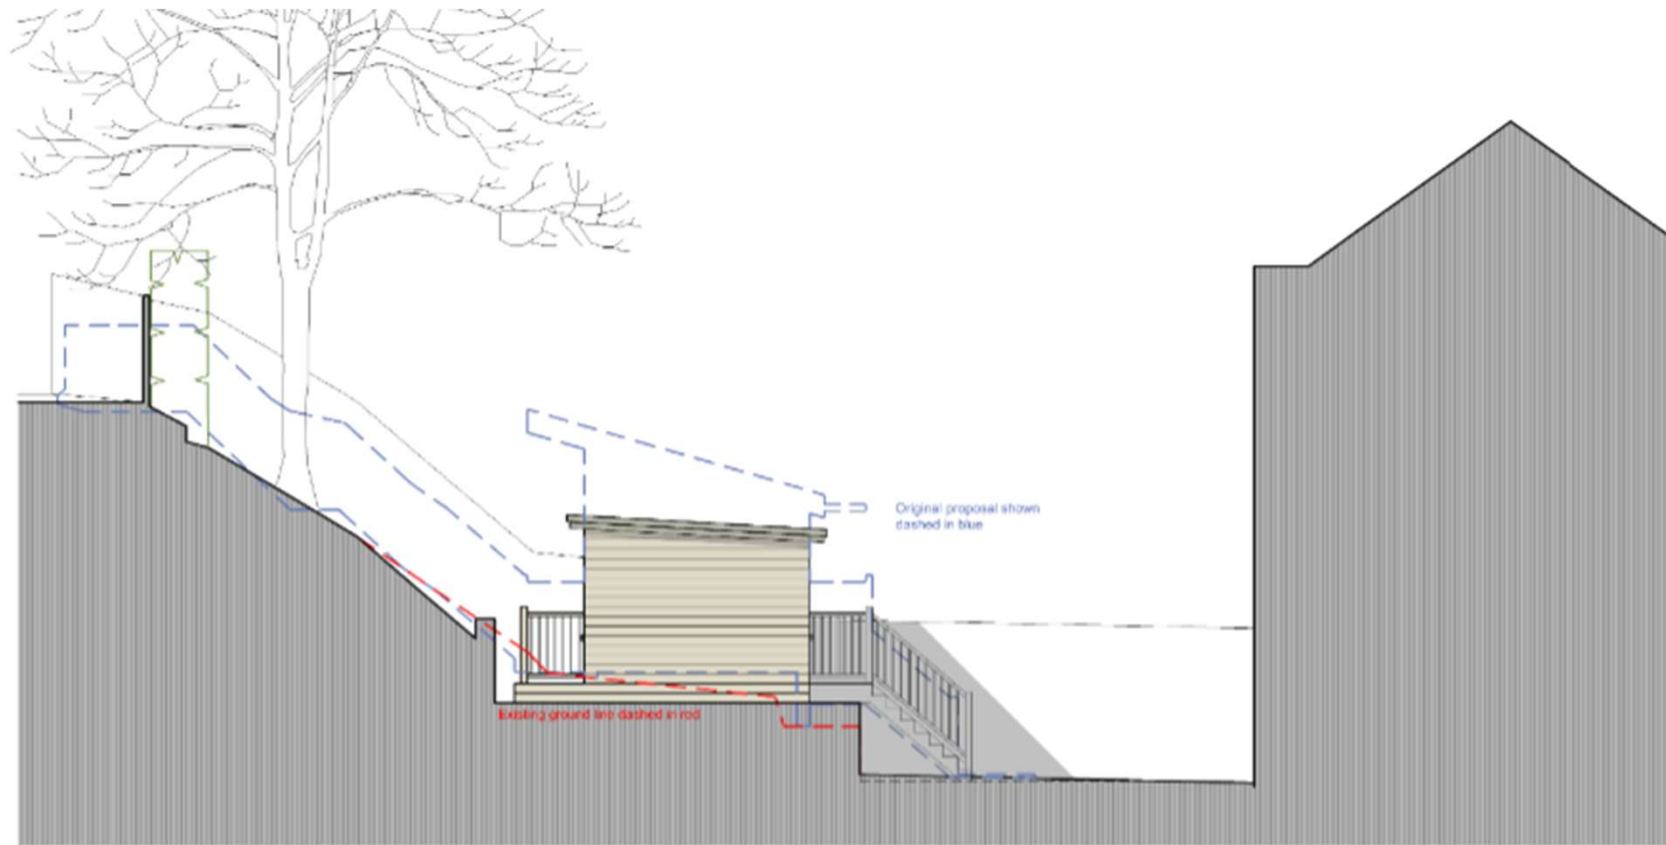 Original proposal shown
dashed in blue
Existing ground line dashed in red